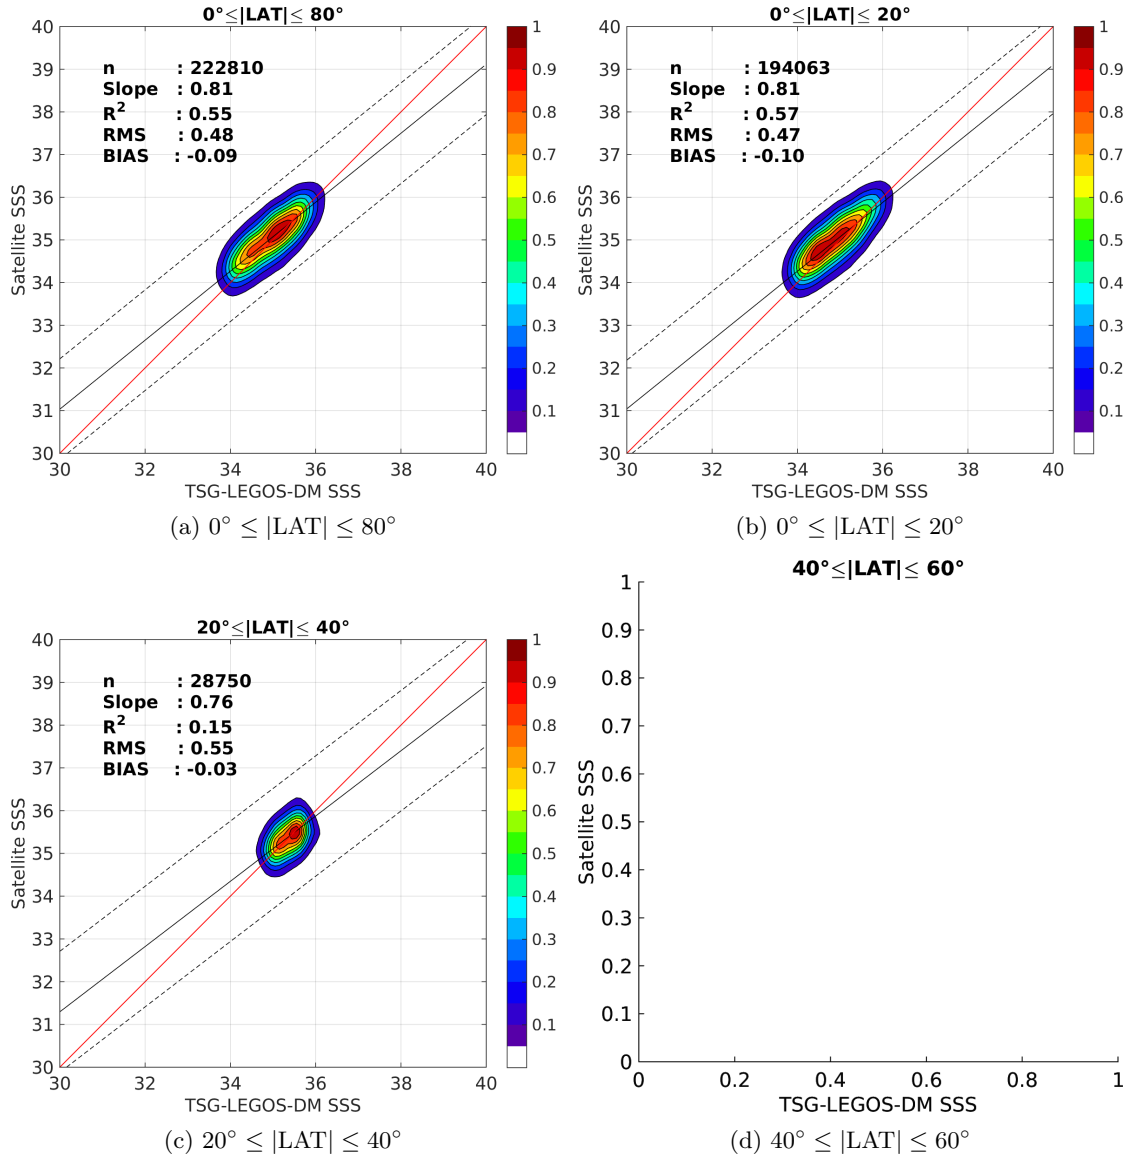 0°≤|LAT|≤ 80°
40
39
38
37
36
35
34
33
32
31
30
Satellite SSS
n : 222810
Slope : 0.81
R2 : 0.55
RMS : 0.48
BIAS : -0.09
30 32 34 36 38 40
TSG-LEGOS-DM SSS
1
0.9
0.8
0.7
0.6
0.5
0.4
0.3
0.2
0.1
(a) 0° ≤ |LAT| ≤ 80°
0°≤|LAT|≤ 20°
40
39
38
37
36
35
34
33
32
31
30
Satellite SSS
n : 194063
Slope : 0.81
R2 : 0.57
RMS : 0.47
BIAS : -0.10
30 32 34 36 38 40
TSG-LEGOS-DM SSS
1
0.9
0.8
0.7
0.6
0.5
0.4
0.3
0.2
0.1
(b) 0° ≤ |LAT| ≤ 20°
20°≤|LAT|≤ 40°
40
39
38
37
36
35
34
33
32
31
30
Satellite SSS
n : 28750
Slope : 0.76
R2 : 0.15
RMS : 0.55
BIAS : -0.03
30 32 34 36 38 40
TSG-LEGOS-DM SSS
1
0.9
0.8
0.7
0.6
0.5
0.4
0.3
0.2
0.1
(c) 20° ≤ |LAT| ≤ 40°
40°≤|LAT|≤ 60°
1
0.9
0.8
0.7
0.6
0.5
0.4
0.3
0.2
0.1
0
Satellite SSS
0 0.2 0.4 0.6 0.8 1
TSG-LEGOS-DM SSS
(d) 40° ≤ |LAT| ≤ 60°